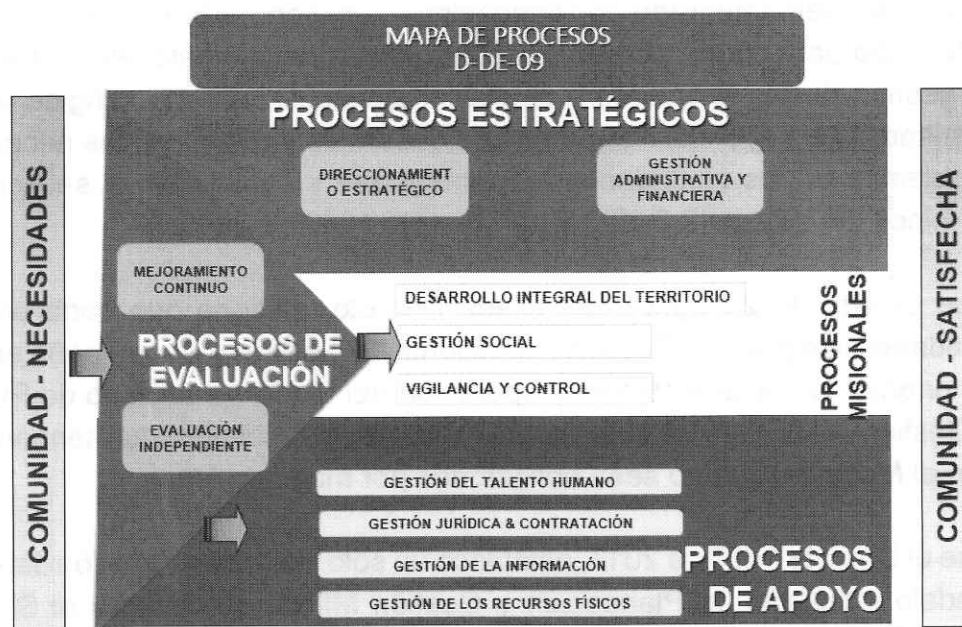 MAPA DE PROCESOS
D-DE-09
COMUNIDAD - NECESIDADES
PROCESOS ESTRATÉGICOS
DIRECCIONAMIENT
O ESTRATÉGICO
GESTIÓN
ADMINISTRATIVA Y
FINANCIERA
MEJORAMIENTO
CONTINUO
PROCESOS DE
EVALUACIÓN
EVALUACIÓN
INDEPENDIENTE
DESARROLLO INTEGRAL DEL TERRITORIO
GESTIÓN SOCIAL
VIGILANCIA Y CONTROL
PROCESOS
MISIONALES
GESTIÓN DEL TALENTO HUMANO
GESTIÓN JURÍDICA & CONTRATACIÓN
GESTIÓN DE LA INFORMACIÓN
GESTIÓN DE LOS RECURSOS FÍSICOS
PROCESOS
DE APOYO
COMUNIDAD - SATISFECHA